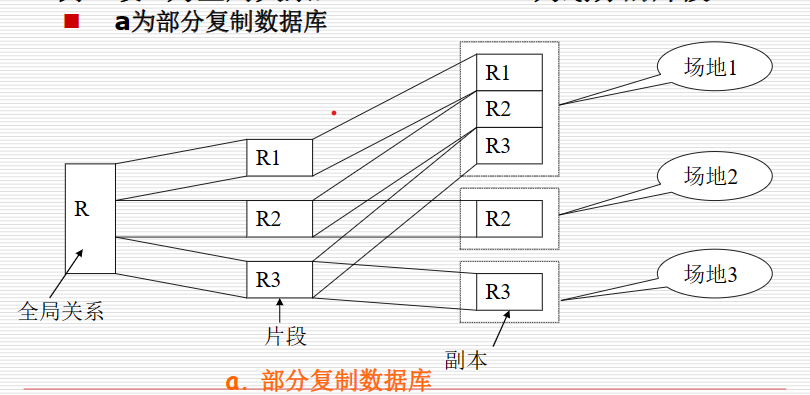 a为部分复制数据库
R1
场地1
R2
R1
R3
R
场地2
R2
R2
R3
R3
场地3
全局关系
片段
副本
a. 部分复制数据库